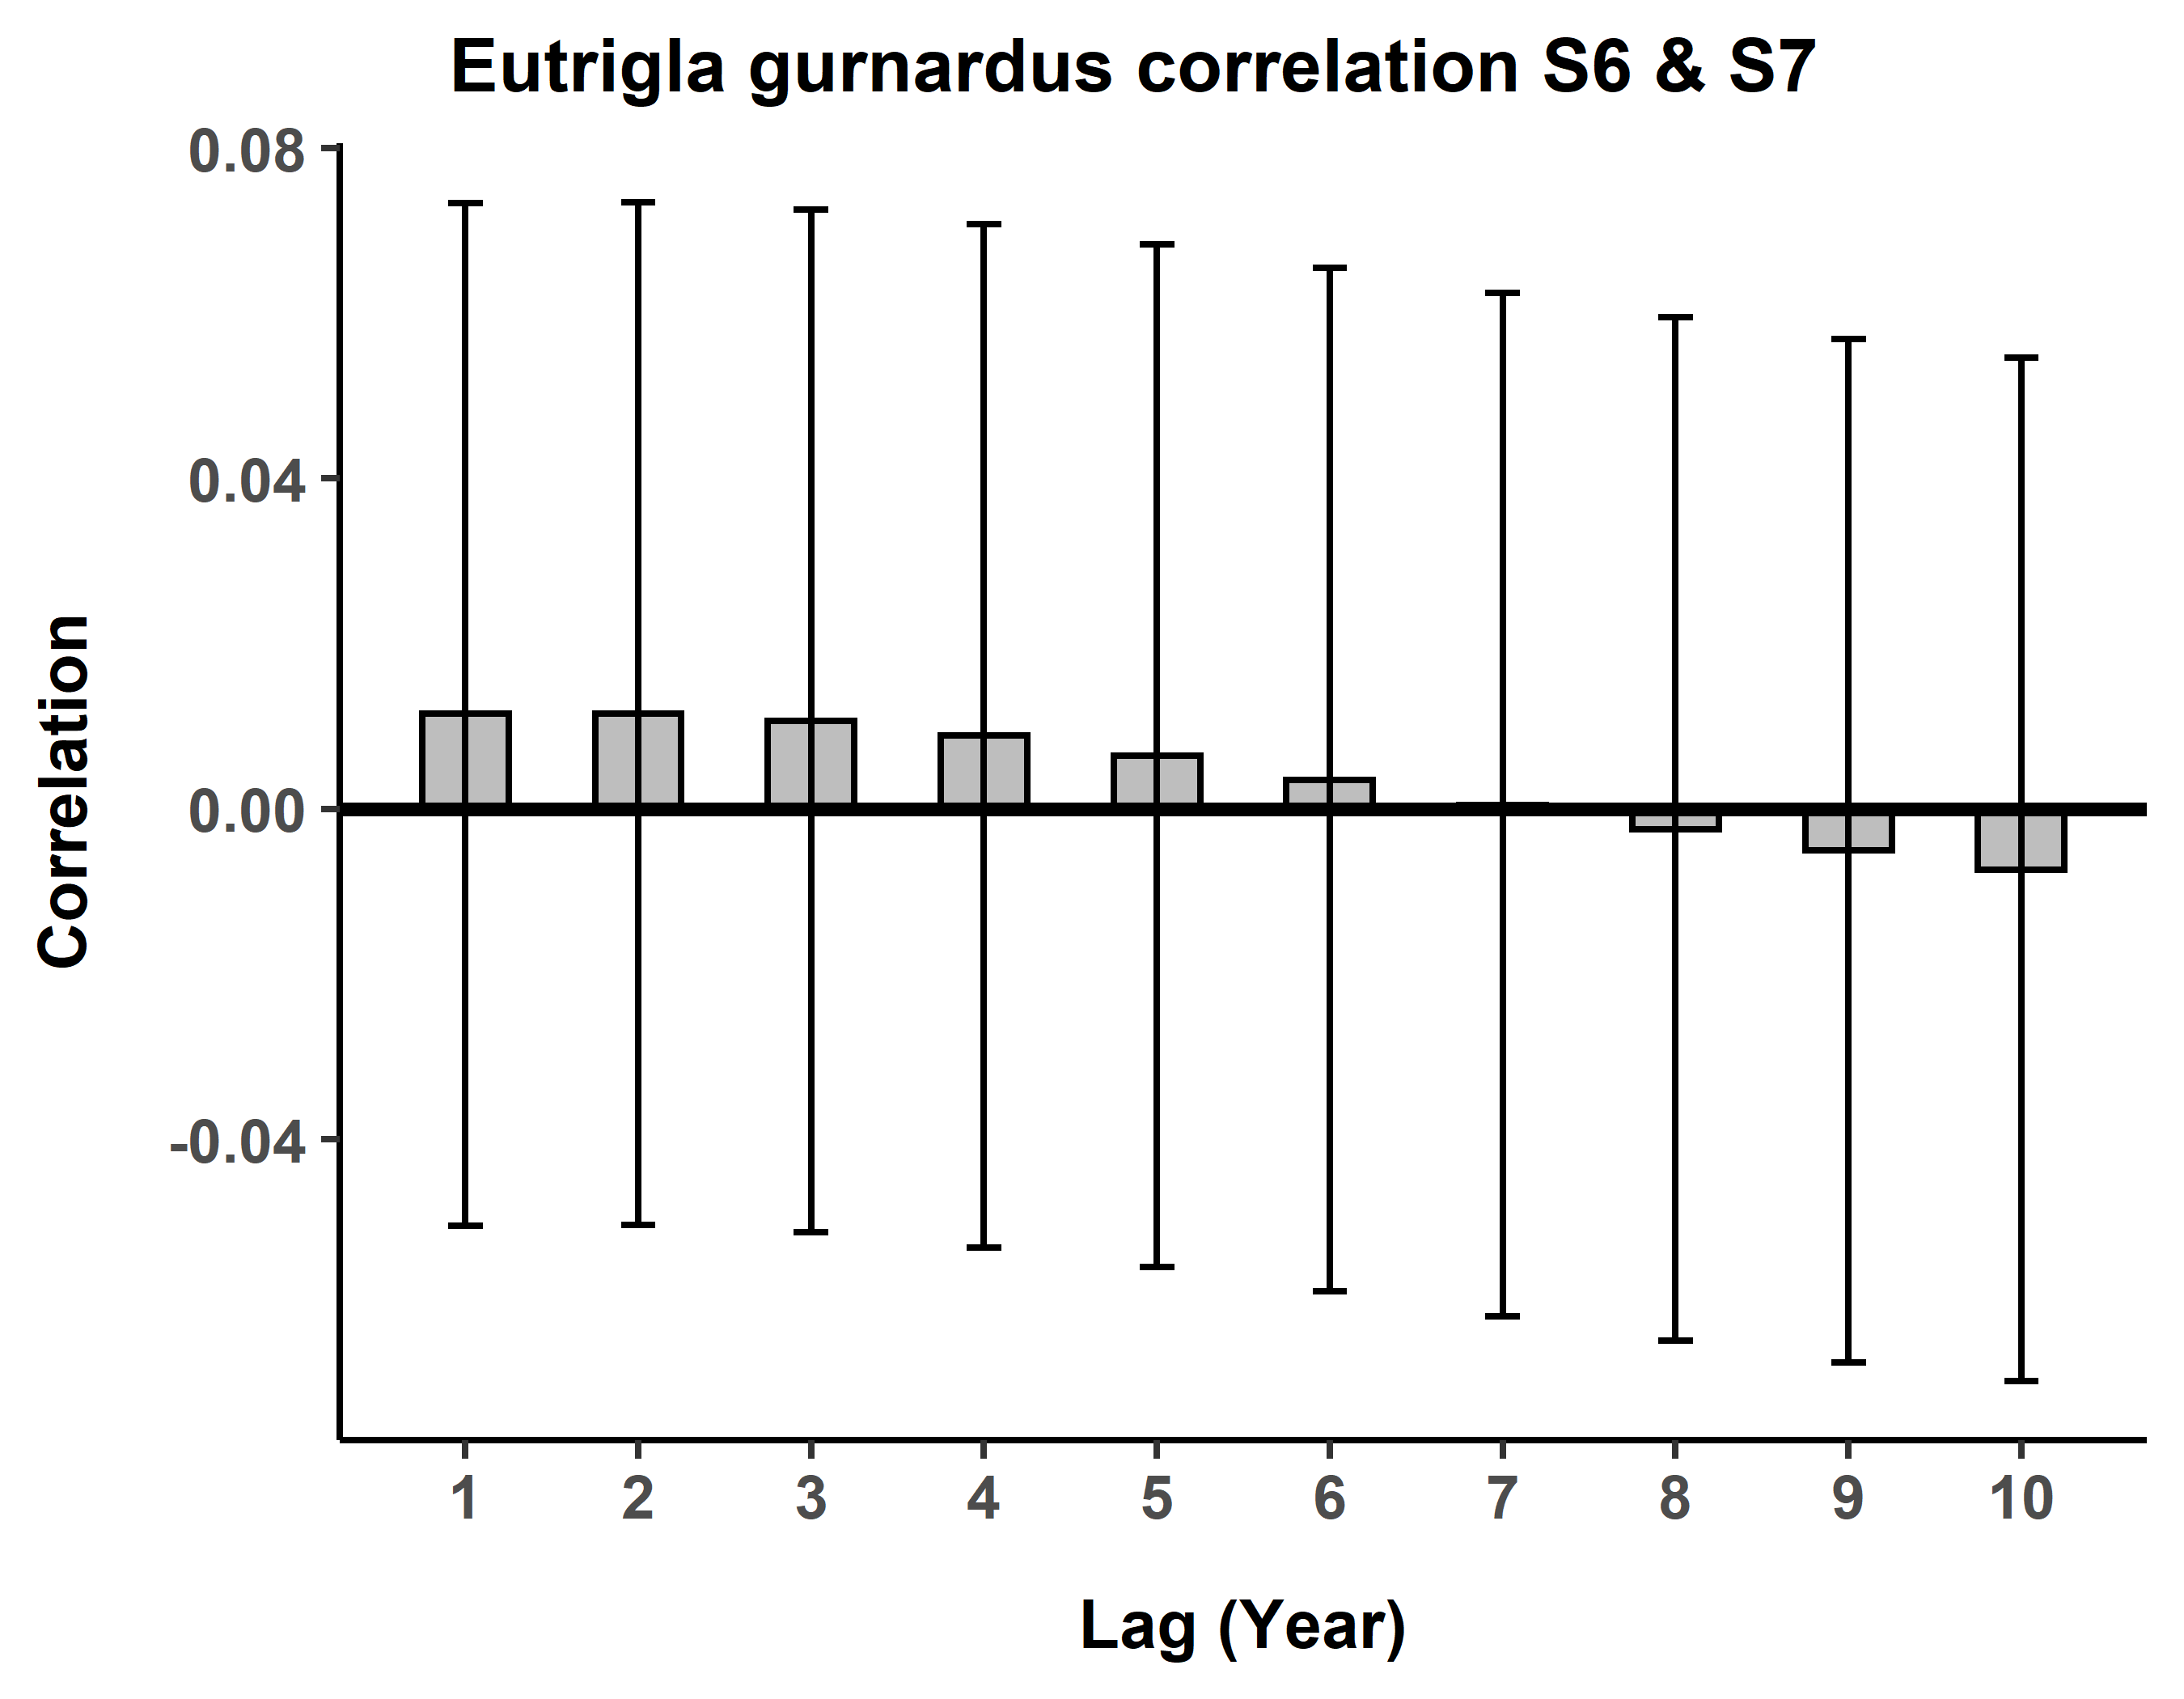 Eutrigla gurnardus correlation S6 & S7
0.08
0.04
0.00
-0.04
Correlation
1 2 3 4 5 6 7 8 9 10
Lag (Year)